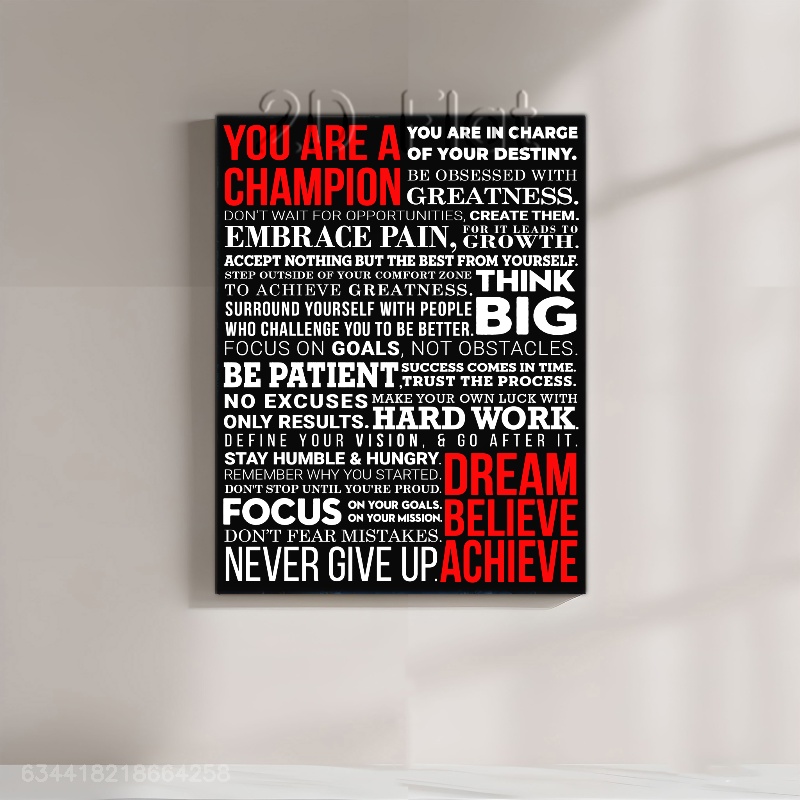 2D Flat
YOU ARE A
CHAMPION
YOU ARE IN CHARGE
OF YOUR DESTINY.
BE OBSESSED WITH
GREATNESS.
DON'T WAIT FOR OPPORTUNITIES, CREATE THEM.
EMBRACE PAIN, FOR IT LEADS TO
GROWTH.
ACCEPT NOTHING BUT THE BEST FROM YOURSELF.
STEP OUTSIDE OF YOUR COMFORT ZONE
TO ACHIEVE GREATNESS.
THINK
BIG
SURROUND YOURSELF WITH PEOPLE
WHO CHALLENGE YOU TO BE BETTER.
FOCUS ON GOALS, NOT OBSTACLES.
BE PATIENT, SUCCESS COMES IN TIME.
TRUST THE PROCESS.
NO EXCUSES
ONLY RESULTS.
MAKE YOUR OWN LUCK WITH
HARD WORK.
DEFINE YOUR VISION, & GO AFTER IT.
STAY HUMBLE & HUNGRY.
REMEMBER WHY YOU STARTED.
DON'T STOP UNTIL YOU'RE PROUD.
FOCUS ON YOUR GOALS.
ON YOUR MISSION.
DON'T FEAR MISTAKES.
NEVER GIVE UP.
DREAM
BELIEVE
ACHIEVE
634418218664258